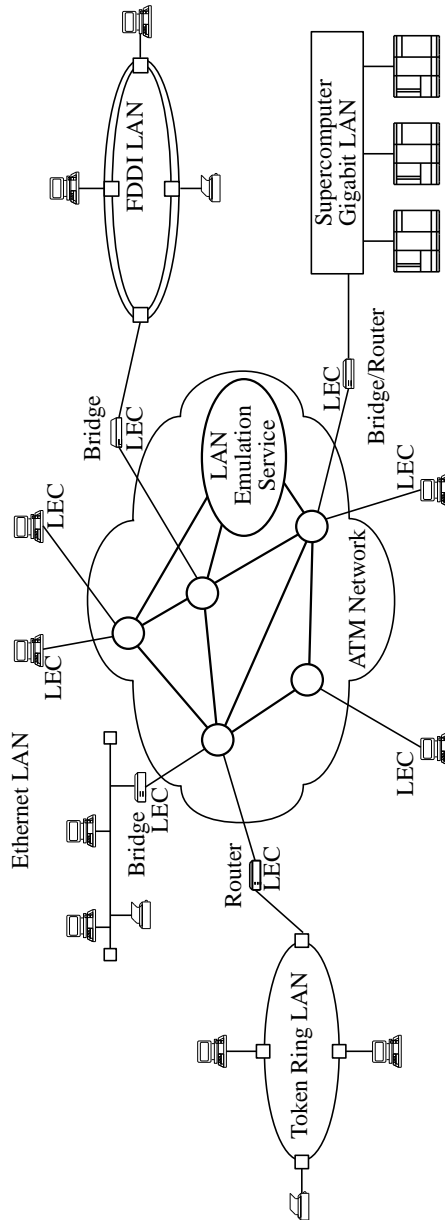 Ethernet LAN
LEC
LEC
Bridge
LEC
Bridge
LEC
FDDI LAN
Router
LEC
LAN
Emulation
Service
ATM Network
LEC
Bridge/Router
Supercomputer
Gigabit LAN
Token Ring LAN
LEC
LEC